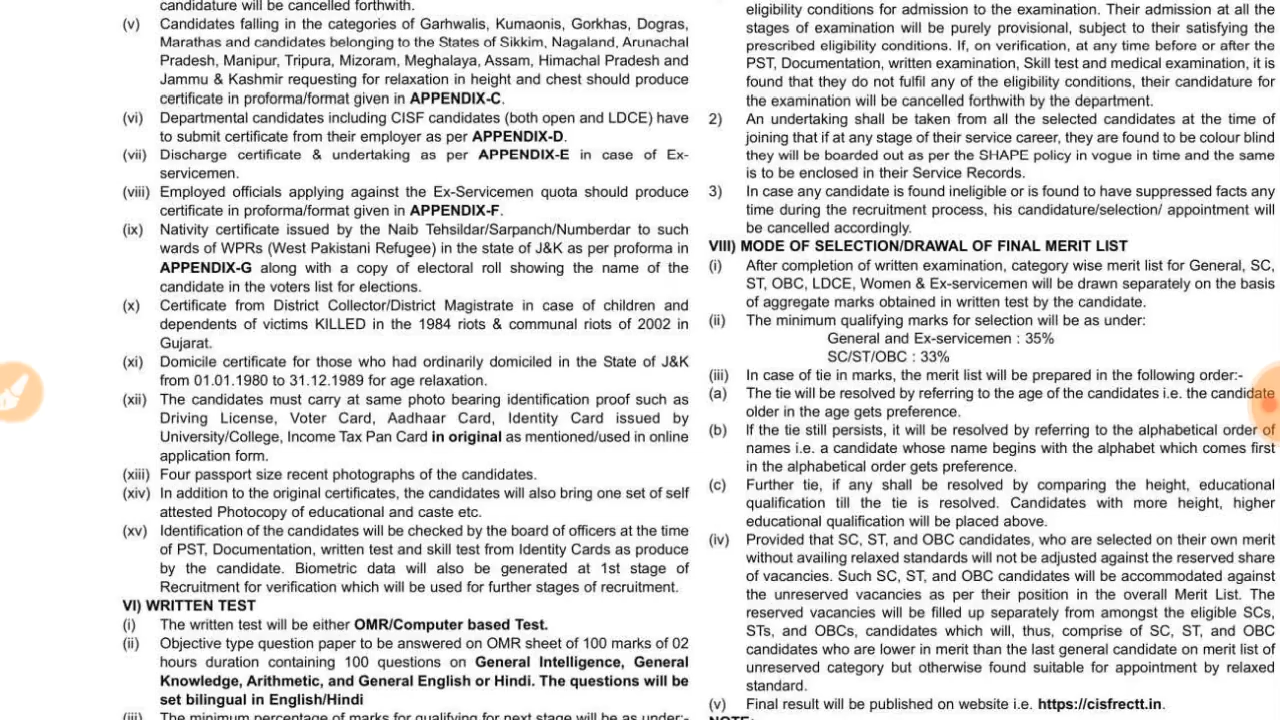 candidature will be cancelled forthwith.
(v) Candidates falling in the categories of Garhwalis, Kumaonis, Gorkhas, Dogras,
Marathas and candidates belonging to the States of Sikkim, Nagaland, Arunachal
Pradesh, Manipur, Tripura, Mizoram, Meghalaya, Assam, Himachal Pradesh and
Jammu & Kashmir requesting for relaxation in height and chest should produce
certificate in proforma/format given in APPENDIX-C.
(vi) Departmental candidates including CISF candidates (both open and LDCE) have
to submit certificate from their employer as per APPENDIX-D.
(vii) Discharge certificate & undertaking as per APPENDIX-E in case of Ex-
servicemen.
(viii) Employed officials applying against the Ex-Servicemen quota should produce
certificate in proforma/format given in APPENDIX-F.
(ix) Nativity certificate issued by the Naib Tehsildar/Sarpanch/Numberdar to such
wards of WPRs (West Pakistani Refugee) in the state of J&K as per proforma in
APPENDIX-G along with a copy of electoral roll showing the name of the
candidate in the voters list for elections.
(x) Certificate from District Collector/District Magistrate in case of children and
dependents of victims KILLED in the 1984 riots & communal riots of 2002 in
Gujarat.
(xi) Domicile certificate for those who had ordinarily domiciled in the State of J&K
from 01.01.1980 to 31.12.1989 for age relaxation.
(xii) The candidates must carry at same photo bearing identification proof such as
Driving License, Voter Card, Aadhaar Card, Identity Card issued by
University/College, Income Tax Pan Card in original as mentioned/used in online
application form.
(xiii) Four passport size recent photographs of the candidates.
(xiv) In addition to the original certificates, the candidates will also bring one set of self
attested Photocopy of educational and caste etc.
(xv) Identification of the candidates will be checked by the board of officers at the time
of PST, Documentation, written test and skill test from Identity Cards as produce
by the candidate. Biometric data will also be generated at 1st stage of
Recruitment for verification which will be used for further stages of recruitment.
VI) WRITTEN TEST
(i) The written test will be either OMR/Computer based Test.
(ii) Objective type question paper to be answered on OMR sheet of 100 marks of 02
hours duration containing 100 questions on General Intelligence, General
Knowledge, Arithmetic, and General English or Hindi. The questions will be
set bilingual in English/Hindi
(iii) The minimum percentage of marks for qualifying for next stage will be as under:-
eligibility conditions for admission to the examination. Their admission at all the
stages of examination will be purely provisional, subject to their satisfying the
prescribed eligibility conditions. If, on verification, at any time before or after the
PST, Documentation, written examination, Skill test and medical examination, it is
found that they do not fulfil any of the eligibility conditions, their candidature for
the examination will be cancelled forthwith by the department.
2) An undertaking shall be taken from all the selected candidates at the time of
joining that if at any stage of their service career, they are found to be colour blind
they will be boarded out as per the SHAPE policy in vogue in time and the same
is to be enclosed in their Service Records.
3) In case any candidate is found ineligible or is found to have suppressed facts any
time during the recruitment process, his candidature/selection/ appointment will
be cancelled accordingly.
VIII) MODE OF SELECTION/DRAWAL OF FINAL MERIT LIST
(i) After completion of written examination, category wise merit list for General, SC,
ST, OBC, LDCE, Women & Ex-servicemen will be drawn separately on the basis
of aggregate marks obtained in written test by the candidate.
(ii) The minimum qualifying marks for selection will be as under:
General and Ex-servicemen : 35%
SC/ST/OBC : 33%
(iii) In case of tie in marks, the merit list will be prepared in the following order:-
(a) The tie will be resolved by referring to the age of the candidates i.e. the candidate
older in the age gets preference.
(b) If the tie still persists, it will be resolved by referring to the alphabetical order of
names i.e. a candidate whose name begins with the alphabet which comes first
in the alphabetical order gets preference.
(c) Further tie, if any shall be resolved by comparing the height, educational
qualification till the tie is resolved. Candidates with more height, higher
educational qualification will be placed above.
(iv) Provided that SC, ST, and OBC candidates, who are selected on their own merit
without availing relaxed standards will not be adjusted against the reserved share
of vacancies. Such SC, ST, and OBC candidates will be accommodated against
the unreserved vacancies as per their position in the overall Merit List. The
reserved vacancies will be filled up separately from amongst the eligible SCs,
STs, and OBCs, candidates which will, thus, comprise of SC, ST, and OBC
candidates who are lower in merit than the last general candidate on merit list of
unreserved category but otherwise found suitable for appointment by relaxed
standard.
(v) Final result will be published on website i.e. https://cisfrectt.in.
NOTE: